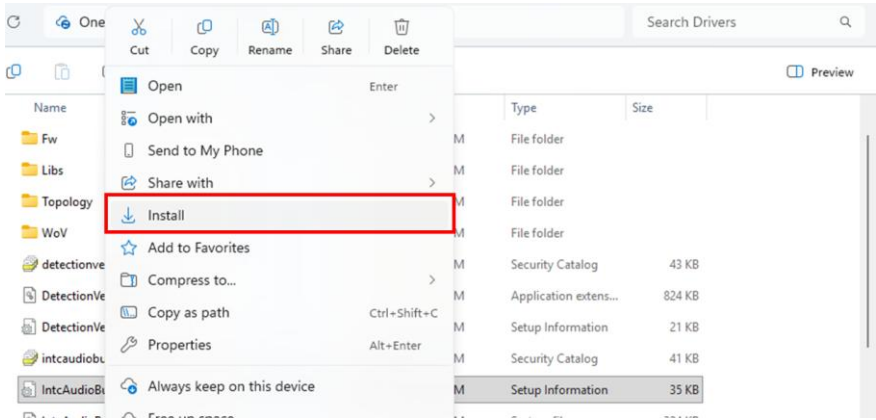 One
Search Drivers
Cut Copy Rename Share Delete
Preview
Name Type Size
Open Enter
Open with
Fw M File folder
Send to My Phone
Libs M File folder
Share with
Topology M File folder
Install
WoV M File folder
Add to Favorites
detectionve M Security Catalog 43 KB
Compress to...
DetectionVe M Application extens... 824 KB
Copy as path Ctrl+Shift+C
DetectionVe M Setup Information 21 KB
Properties Alt+Enter
intcaudiobu M Security Catalog 41 KB
Always keep on this device
IntcAudioBu M Setup Information 35 KB